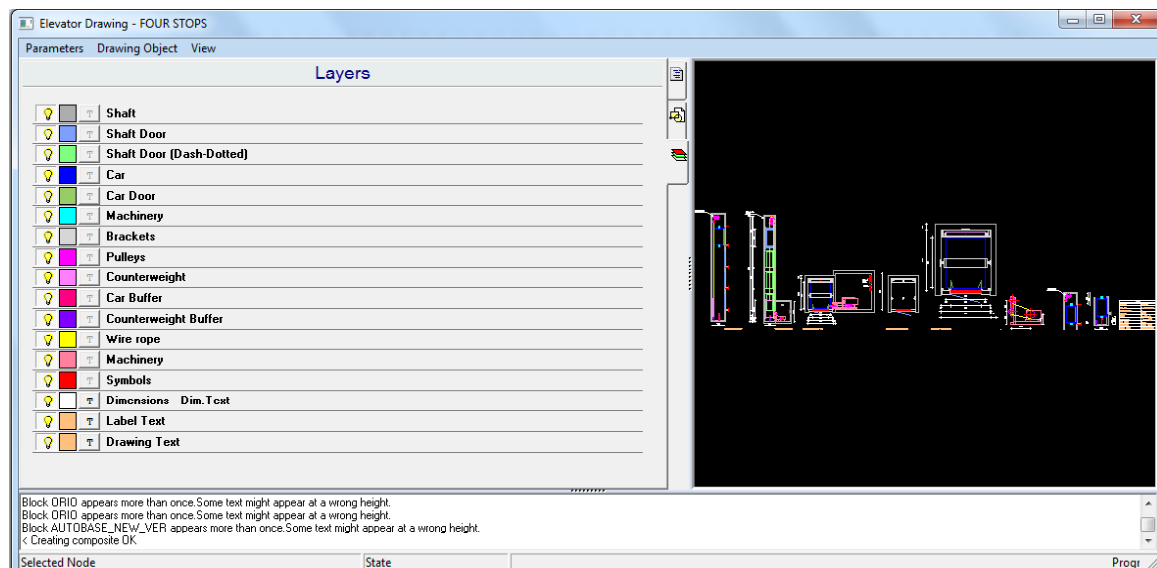 Elevator Drawing - FOUR STOPS
Parameters Drawing Object View
Layers
T Shaft
T Shaft Door
T Shaft Door (Dash-Dotted)
T Car
T Car Door
T Machinery
T Brackets
T Pulleys
T Counterweight
T Car Buffer
T Counterweight Buffer
T Wire rope
T Machinery
T Symbols
T Dimensions Dim.Text
T Label Text
T Drawing Text
Block ORIO appears more than once.Some text might appear at a wrong height.
Block ORIO appears more than once.Some text might appear at a wrong height.
Block AUTOBASE_NEW_VER appears more than once.Some text might appear at a wrong height.
< Creating composite OK
Selected Node State Progr